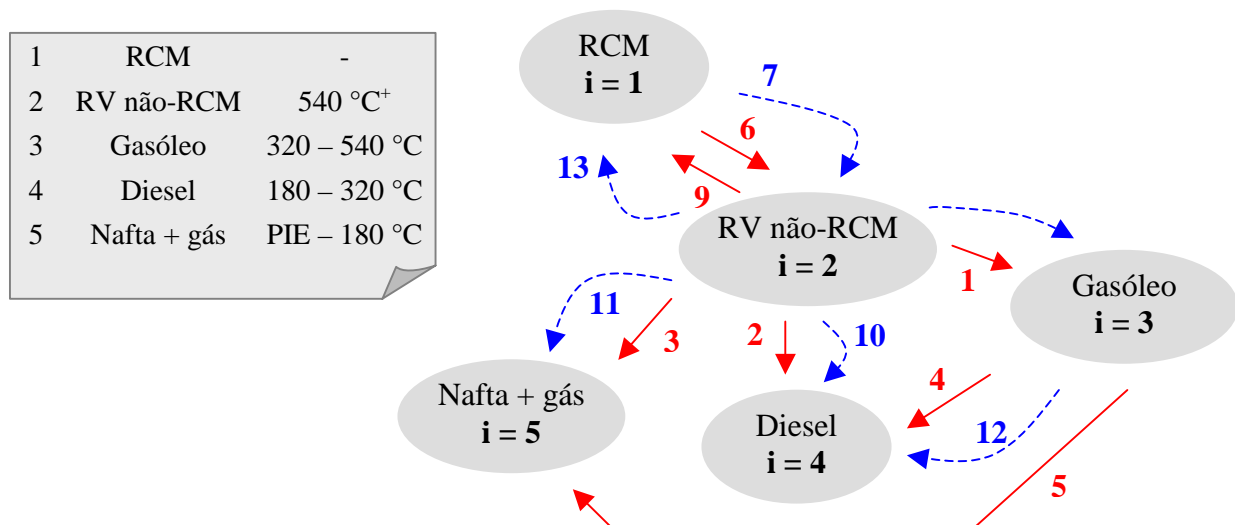 1 RCM -
2 RV não-RCM 540 °C⁺
3 Gasóleo 320 – 540 °C
4 Diesel 180 – 320 °C
5 Nafta + gás PIE – 180 °C
RCM
i = 1
7
6
13
9
RV não-RCM
i = 2
1
Gasóleo
i = 3
11
3
2
10
4
Nafta + gás
i = 5
Diesel
i = 4
12
5